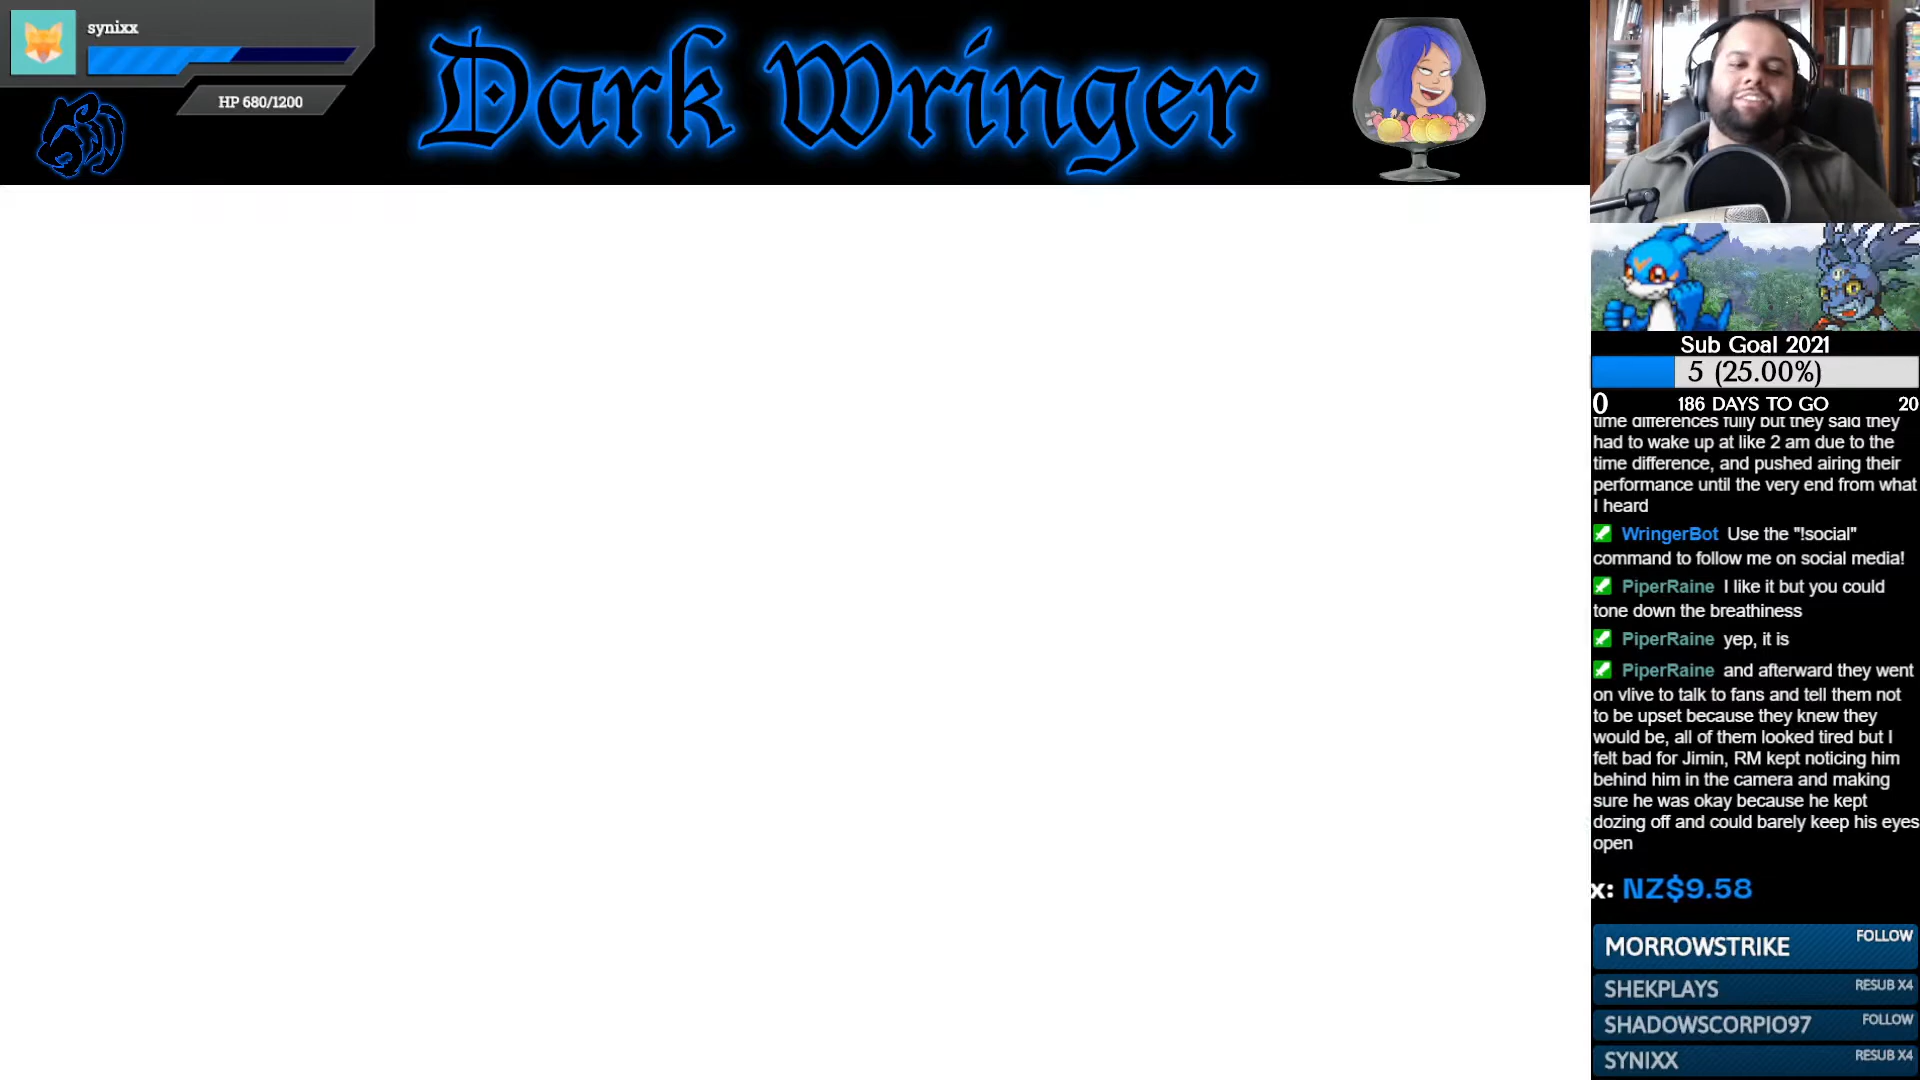 synixx
HP 680/1200
Dark Wringer
Sub Goal 2021
5 (25.00%)
0 186 DAYS TO GO 20
time differences fully but they said they
had to wake up at like 2 am due to the
time difference, and pushed airing their
performance until the very end from what
I heard
WringerBot Use the "!social"
command to follow me on social media!
PiperRaine I like it but you could
tone down the breathiness
PiperRaine yep, it is
PiperRaine and afterward they went
on vlive to talk to fans and tell them not
to be upset because they knew they
would be, all of them looked tired but I
felt bad for Jimin, RM kept noticing him
behind him in the camera and making
sure he was okay because he kept
dozing off and could barely keep his eyes
open
x: NZ$9.58
MORROWSTRIKE FOLLOW
SHEKPLAYS RESUB X4
SHADOWSCORPIO97 FOLLOW
SYNIXX RESUB X4